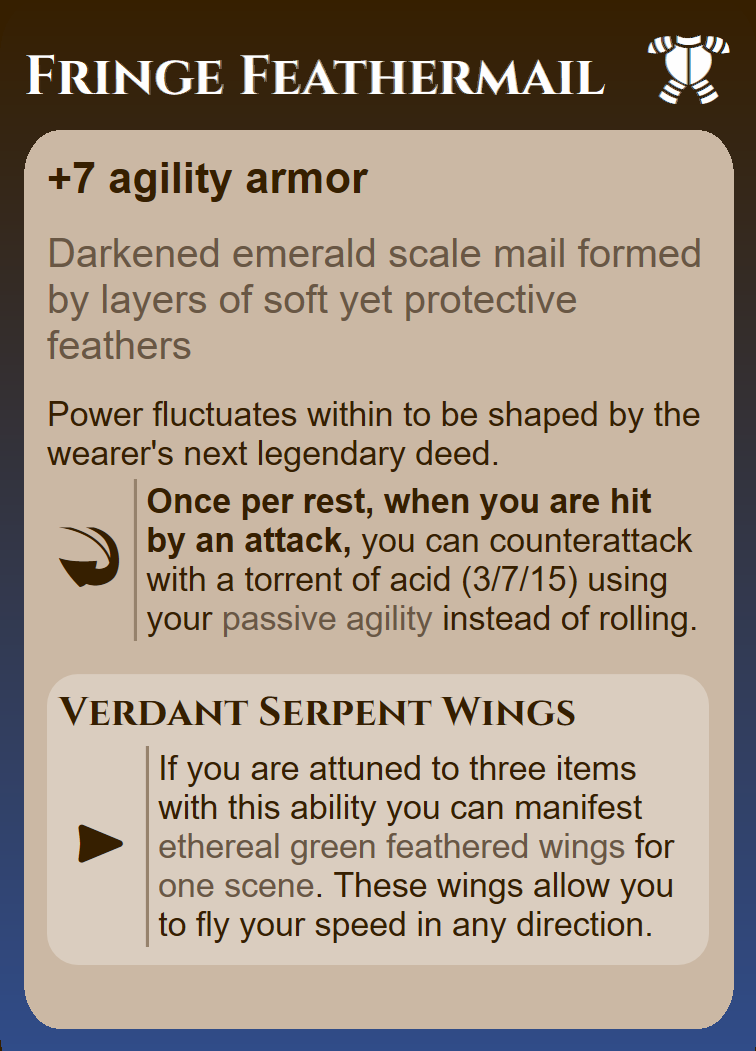 Fringe Feathermail
+7 agility armor
Darkened emerald scale mail formed
by layers of soft yet protective
feathers
Power fluctuates within to be shaped by the
wearer's next legendary deed.
Once per rest, when you are hit
by an attack, you can counterattack
with a torrent of acid (3/7/15) using
your passive agility instead of rolling.
Verdant Serpent Wings
If you are attuned to three items
with this ability you can manifest
ethereal green feathered wings for
one scene. These wings allow you
to fly your speed in any direction.